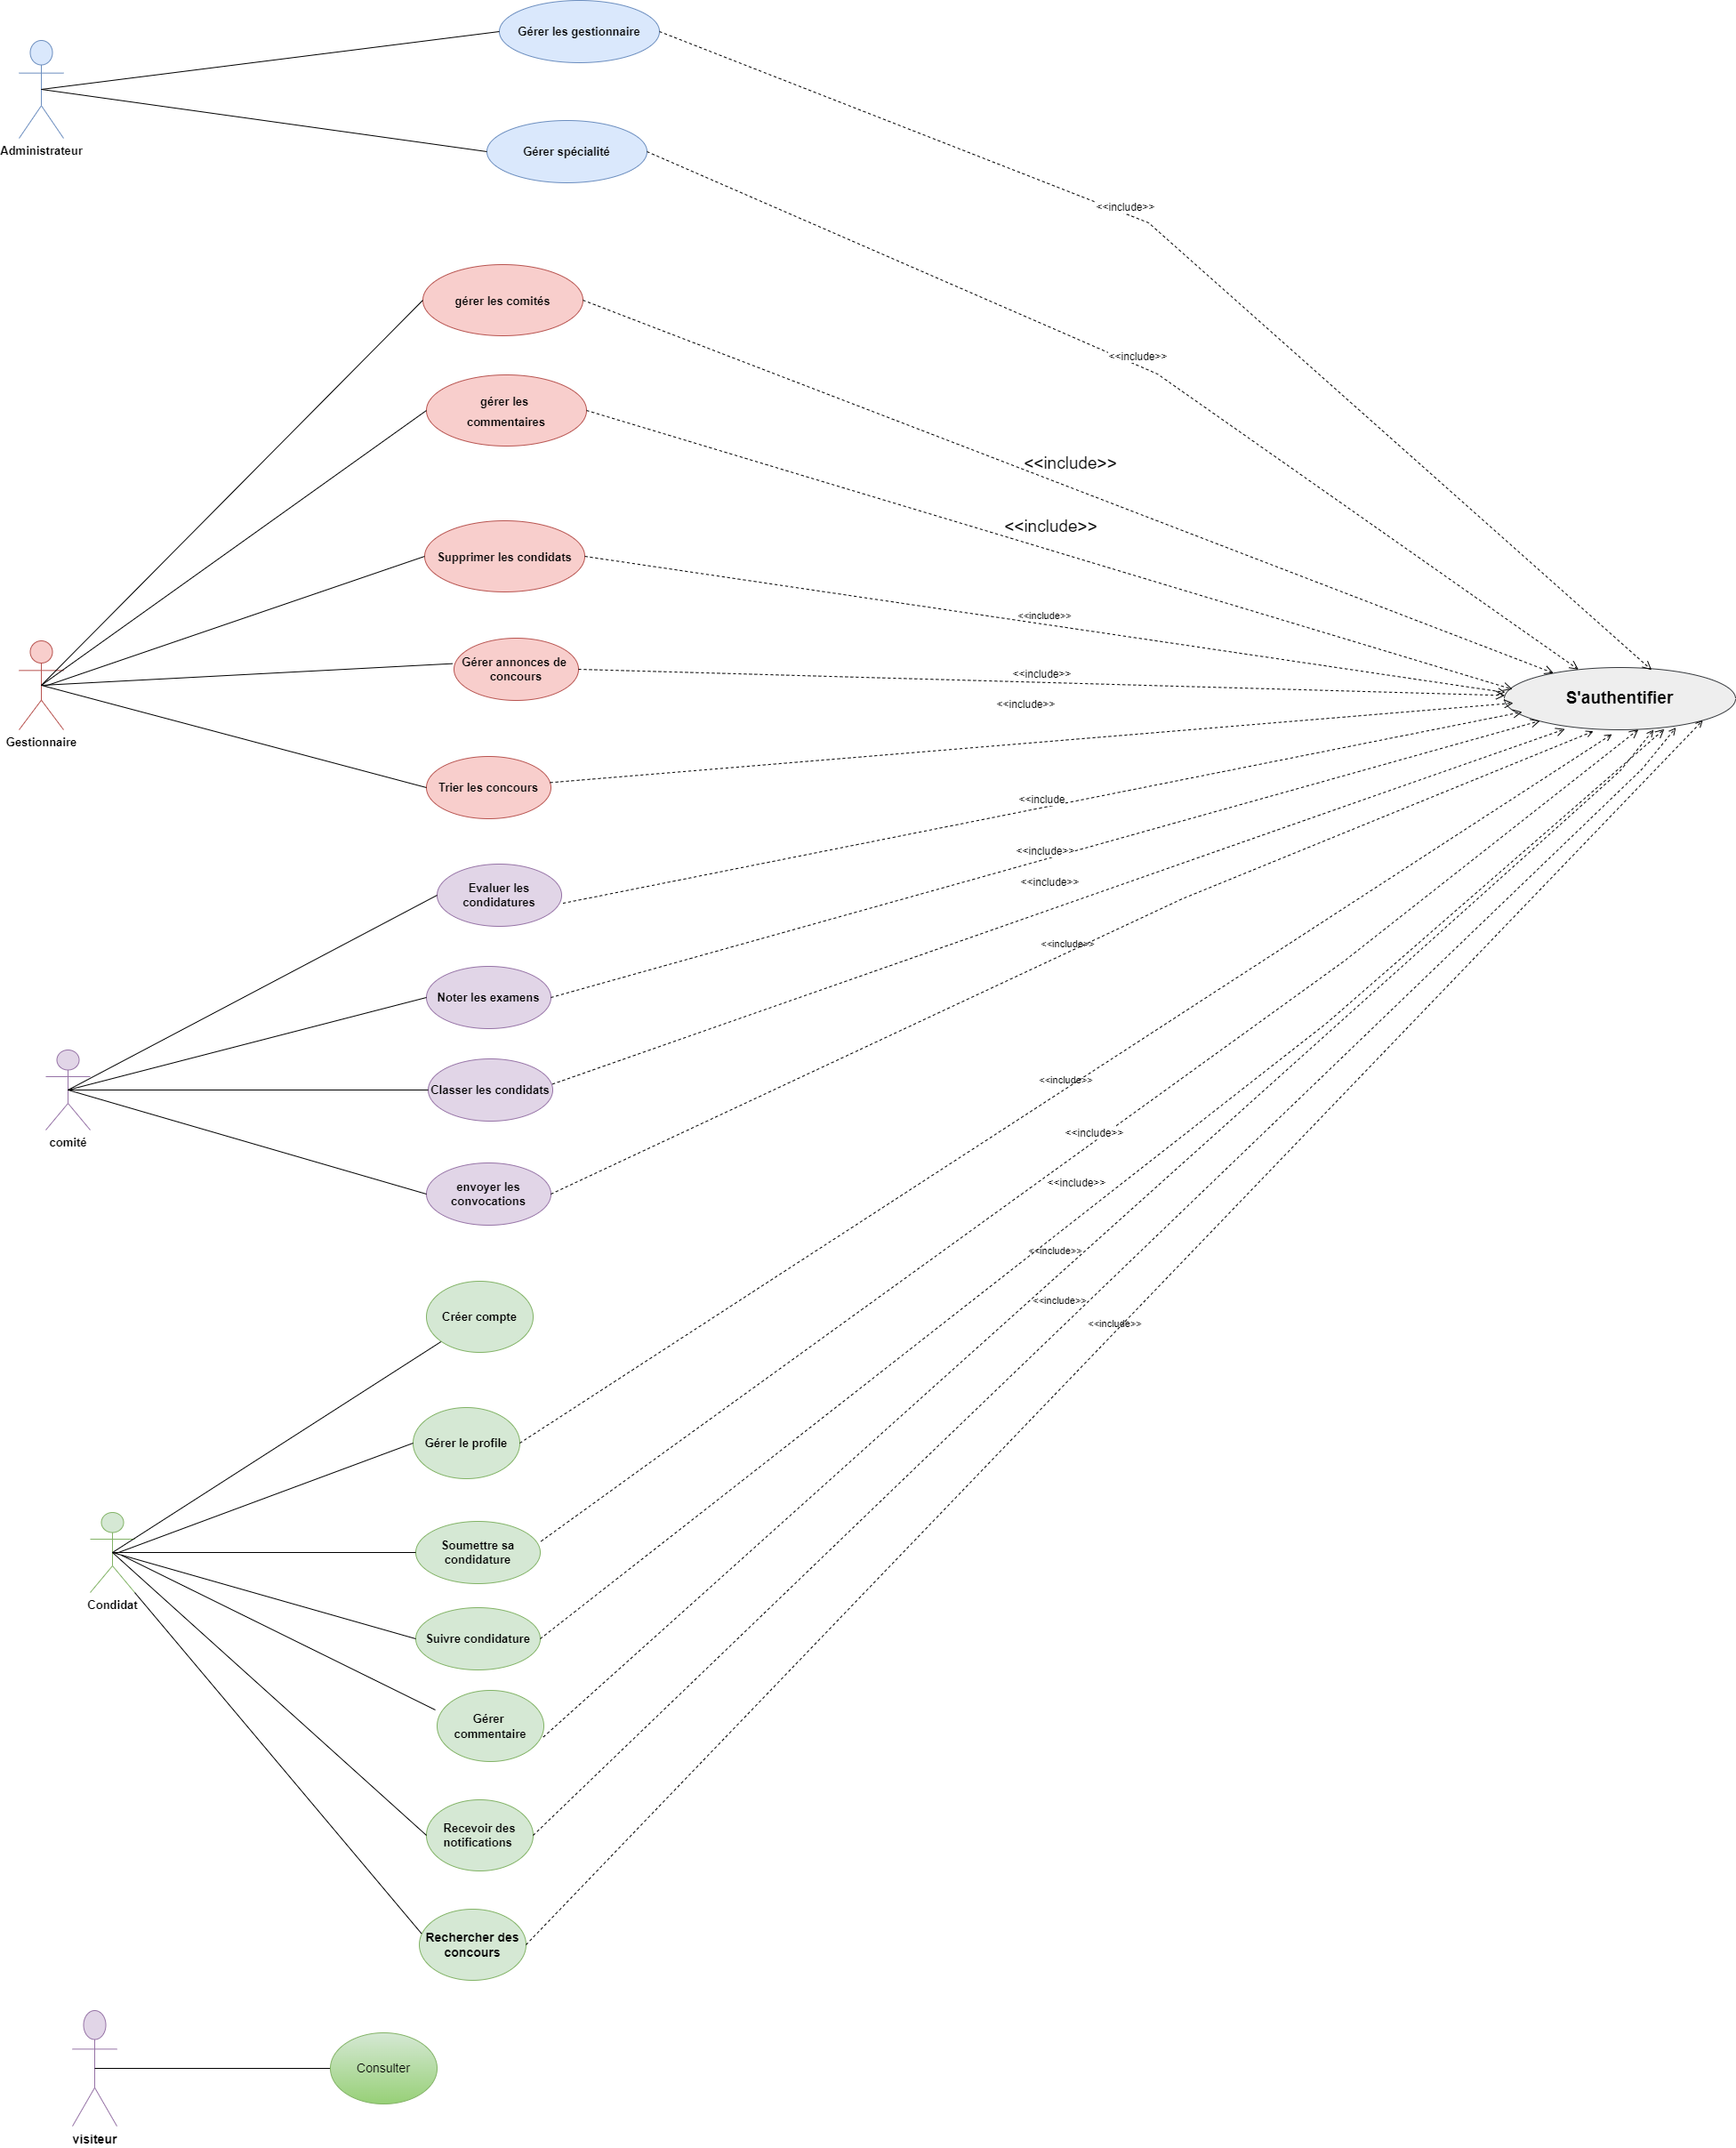 Gérer les gestionnaire
Administrateur
Gérer spécialité
<<include>>
<<include>>
gérer les comités
gérer les
commentaires
<<include>>
<<include>>
Supprimer les condidats
<<include>>
Gérer annonces de
concours
<<include>>
S'authentifier
<<include>>
Gestionnaire
Trier les concours
<<include
<<include>>
Evaluer les
condidatures
<<include>>
<<include>>
Noter les examens
Classer les condidats
<<include>>
comité
<<include>>
envoyer les
convocations
<<include>>
<<include>>
<<include>>
Créer compte
<<include>>
Gérer le profile
Soumettre sa
condidature
Condidat
Suivre condidature
Gérer
commentaire
Recevoir des
notifications
Rechercher des
concours
Consulter
visiteur